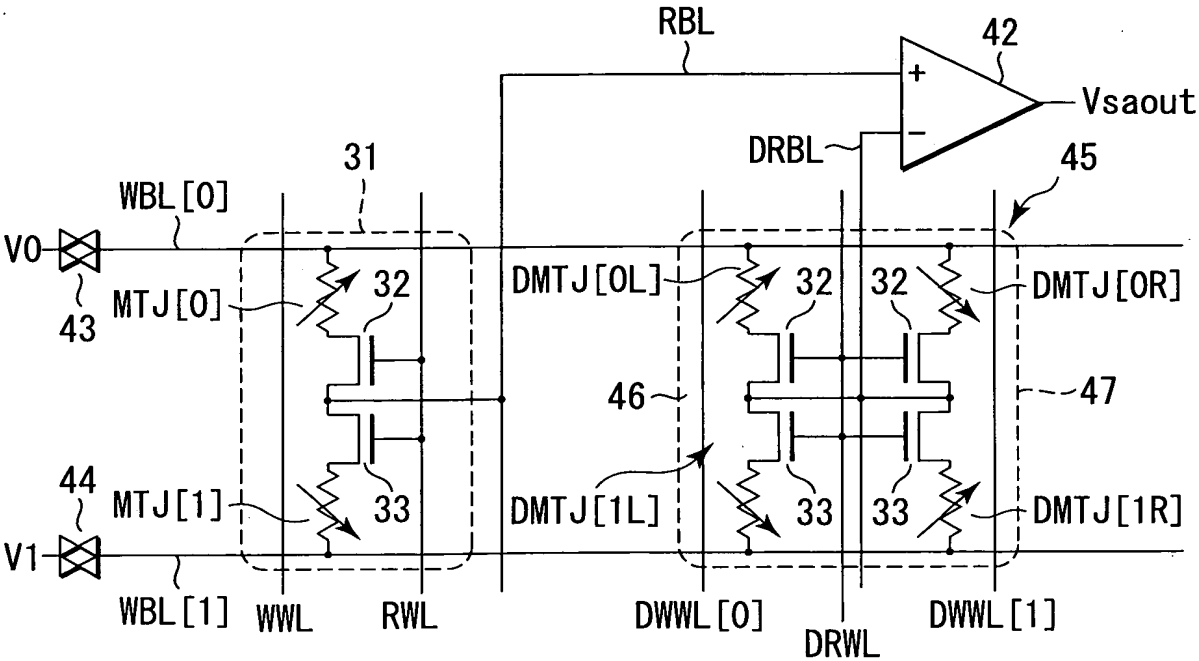 RBL
42
+
Vsaout
−
DRBL
31
45
WBL[0]
V0
DMTJ[0L]
32
32
DMTJ[0R]
MTJ[0]
32
43
46
47
44
MTJ[1]
33
DMTJ[1L]
33
33
DMTJ[1R]
V1
WBL[1]
WWL
RWL
DWWL[0]
DRWL
DWWL[1]